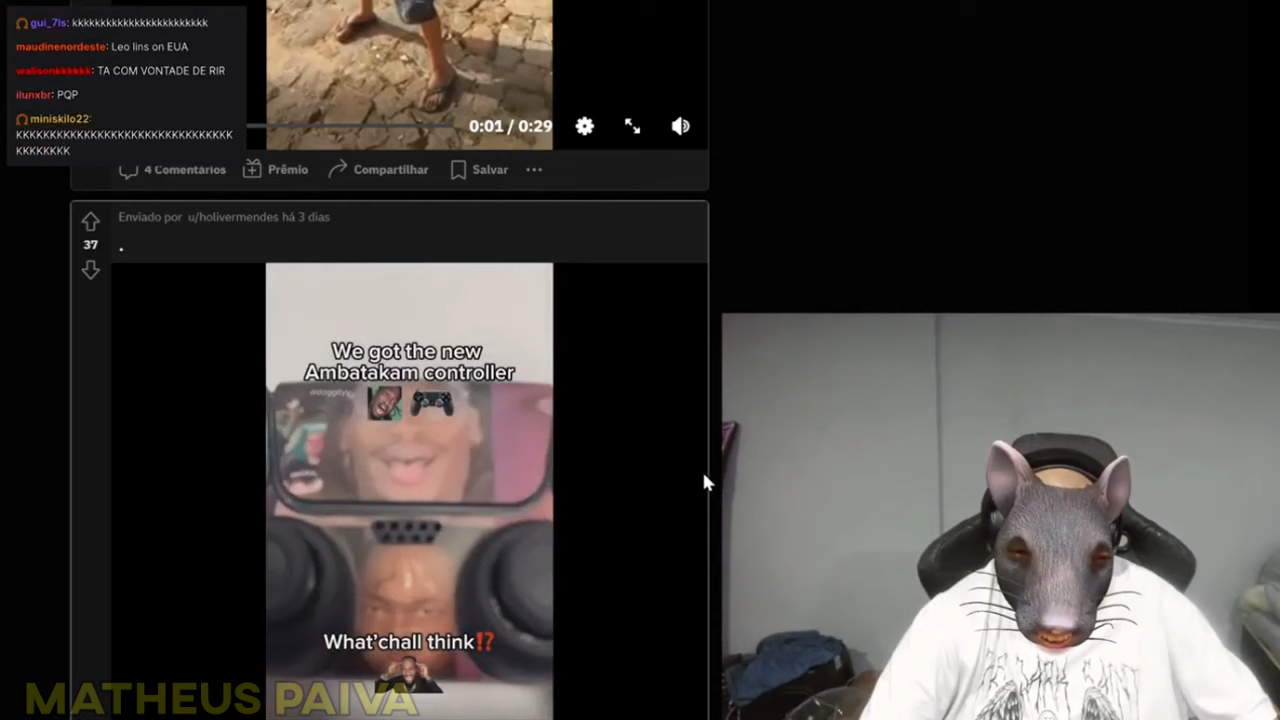 gui_7ls: kkkkkkkkkkkkkkkkkkkkkkkk
maudinenordeste: Leo lins on EUA
walisonkkkkkk: TA COM VONTADE DE RIR
ilunxbr: PQP
miniskilo22:
KKKKKKKKKKKKKKKKKKKKKKKKKKKKKKKK
KKKKKKKK
0:01 / 0:29
4 Comentários
Prêmio
Compartilhar
Salvar
Enviado por u/holivermendes há 3 dias
37
.
We got the new
Ambatakam controller
What'chall think⁉️
MATHEUS PAIVA